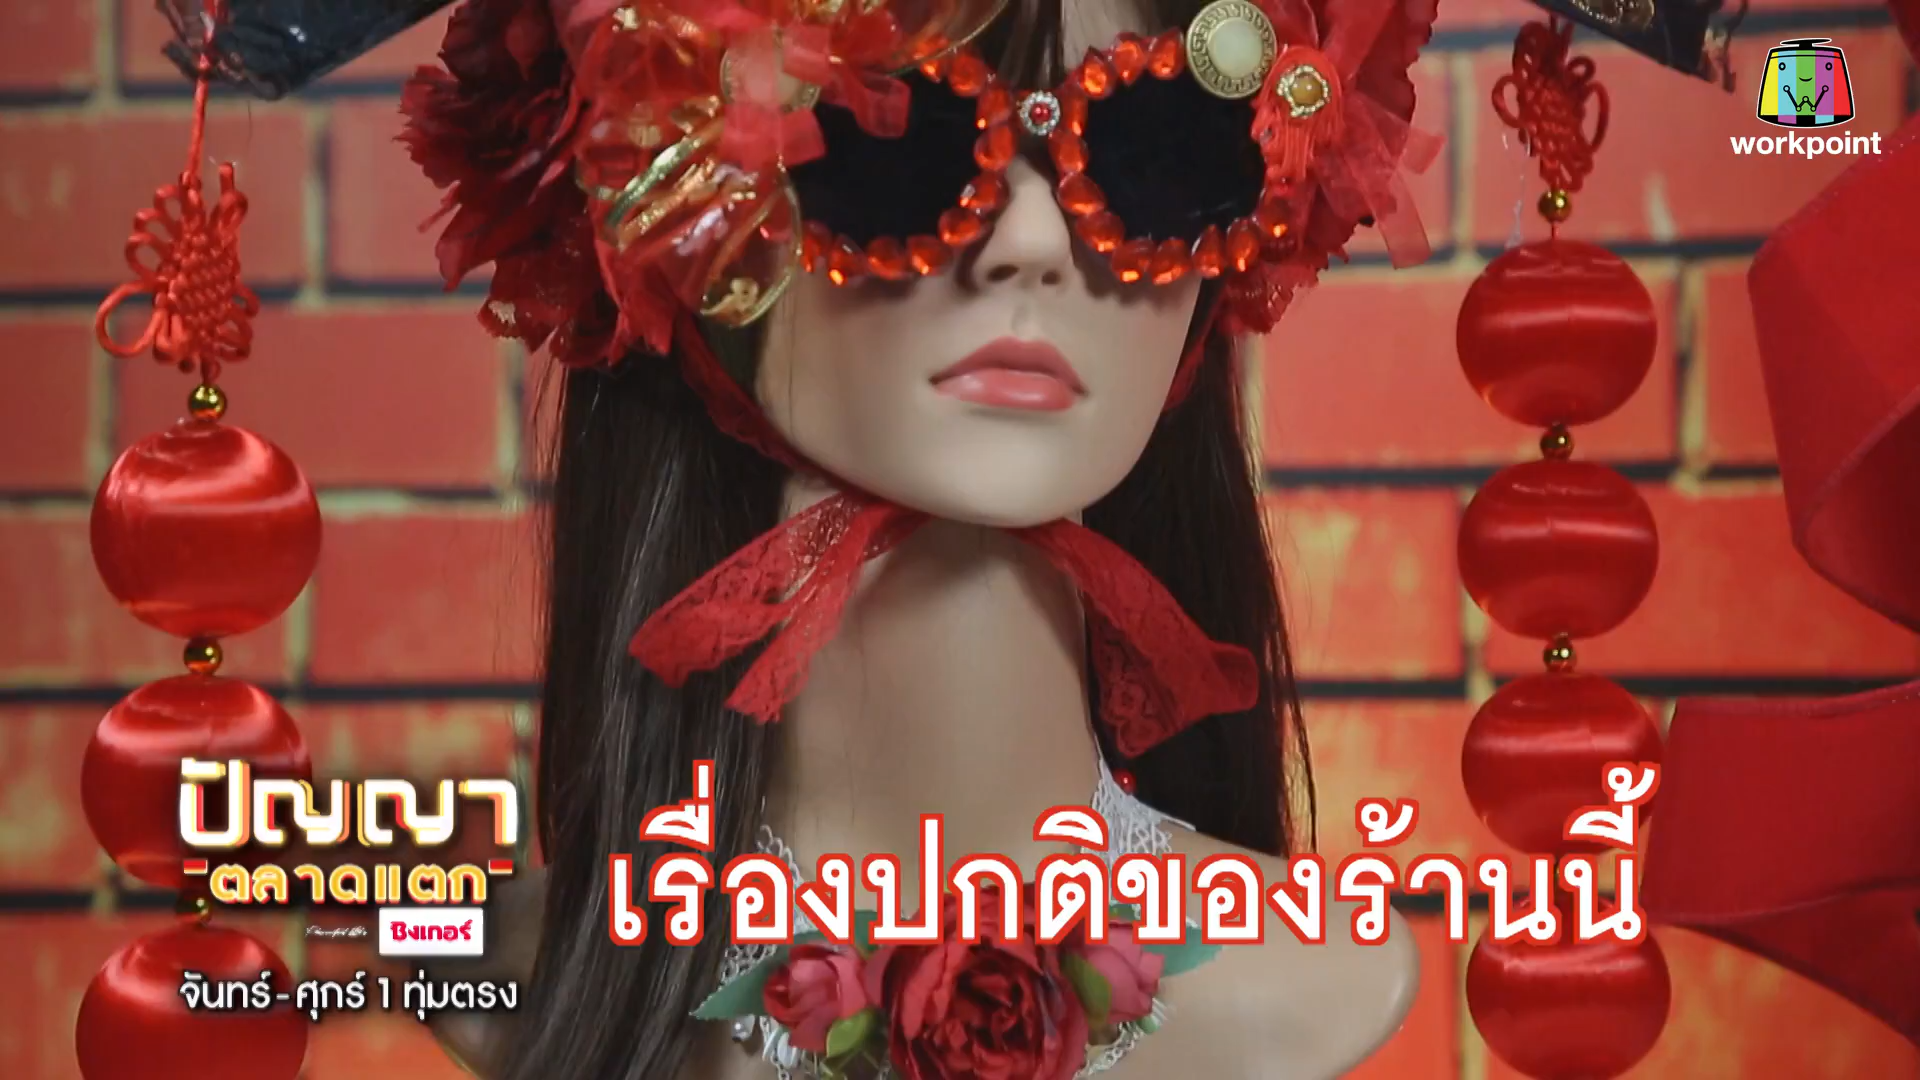 workpoint
ปัญญา
ตลาดแตก
ซิงเกอร์
จันทร์ - ศุกร์ 1 ทุ่มตรง
เรื่องปกติของร้านนี้